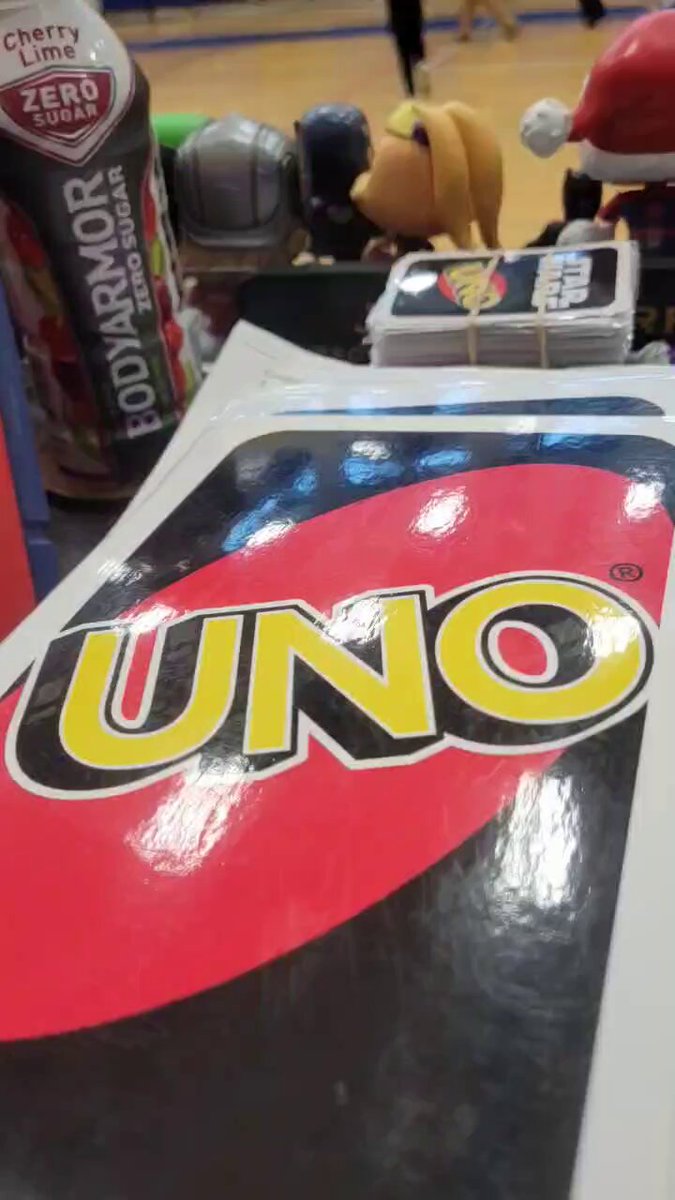 Cherry
Lime
ZERO
SUGAR
BODYARMOR
ZERO SUGAR
UNO
STAR
WARS
UNO
®